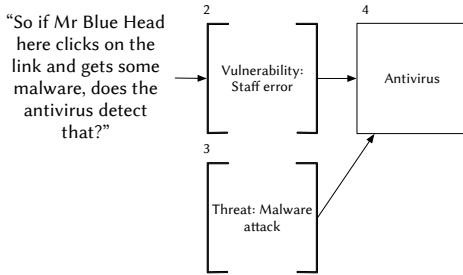 “So if Mr Blue Head
here clicks on the
link and gets some
malware, does the
antivirus detect
that?”
2
Vulnerability:
Staff error
4
Antivirus
3
Threat: Malware
attack